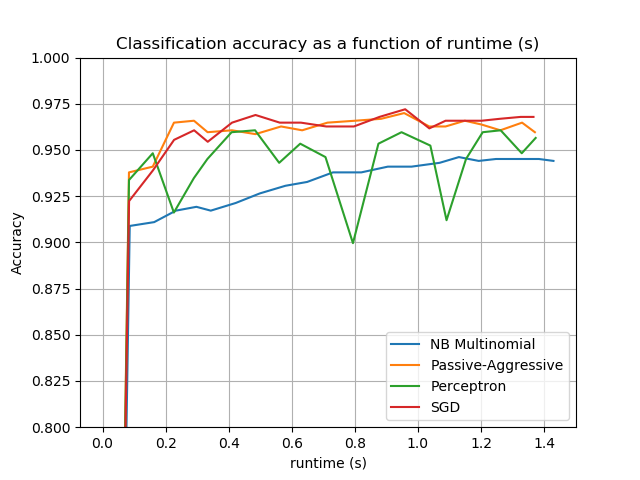 Classification accuracy as a function of runtime (s)
1.000
0.975
0.950
0.925
0.900
0.875
0.850
0.825
0.800
Accuracy
NB Multinomial
Passive-Aggressive
Perceptron
SGD
0.0 0.2 0.4 0.6 0.8 1.0 1.2 1.4
runtime (s)